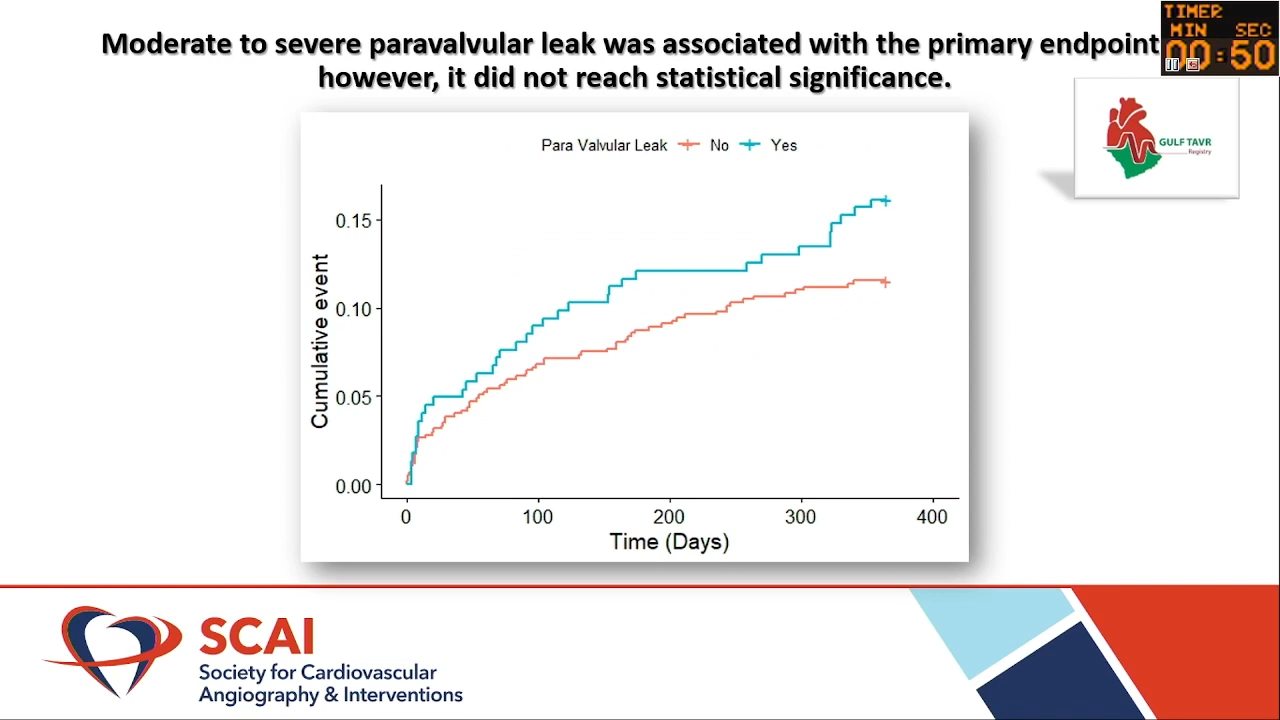 Moderate to severe paravalvular leak was associated with the primary endpoint
however, it did not reach statistical significance.
TIMER
MIN SEC
00:50
GULF TAVR
Registry
Para Valvular Leak No Yes
Cumulative event
0.15
0.10
0.05
0.00
0 100 200 300 400
Time (Days)
SCAI
Society for Cardiovascular
Angiography & Interventions